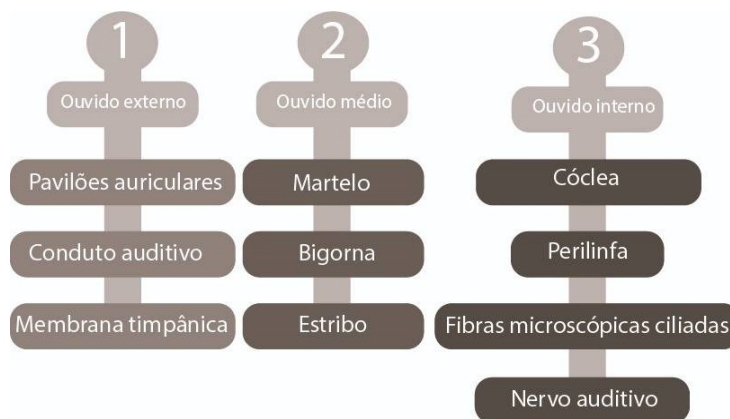 1
Ouvido externo
Pavilões auriculares
Conduto auditivo
Membrana timpânica
2
Ouvido médio
Martelo
Bigorna
Estribo
3
Ouvido interno
Cóclea
Perilinfa
Fibras microscópicas ciliadas
Nervo auditivo